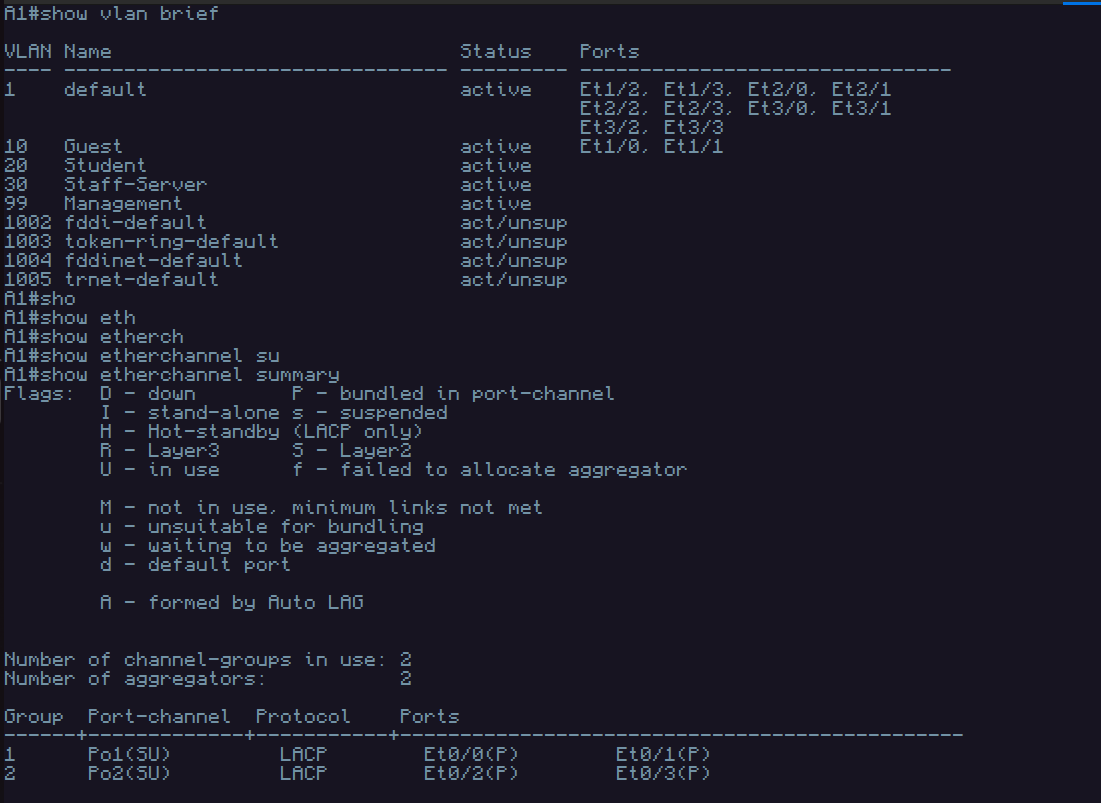 A1#show vlan brief

VLAN Name                             Status    Ports
---- -------------------------------- --------- -------------------------------
1    default                          active    Et1/2, Et1/3, Et2/0, Et2/1
                                                Et2/2, Et2/3, Et3/0, Et3/1
                                                Et3/2, Et3/3
10   Guest                            active    Et1/0, Et1/1
20   Student                          active
30   Staff-Server                     active
99   Management                       active
1002 fddi-default                     act/unsup
1003 token-ring-default               act/unsup
1004 fddinet-default                  act/unsup
1005 trnet-default                    act/unsup
A1#sho
A1#show eth
A1#show etherch
A1#show etherchannel su
A1#show etherchannel summary
Flags:  D - down        P - bundled in port-channel
        I - stand-alone s - suspended
        H - Hot-standby (LACP only)
        R - Layer3      S - Layer2
        U - in use      f - failed to allocate aggregator

        M - not in use, minimum links not met
        u - unsuitable for bundling
        w - waiting to be aggregated
        d - default port

        A - formed by Auto LAG


Number of channel-groups in use: 2
Number of aggregators:           2

Group  Port-channel  Protocol    Ports
------+-------------+-----------+-----------------------------------------------
1      Po1(SU)         LACP        Et0/0(P)        Et0/1(P)
2      Po2(SU)         LACP        Et0/2(P)        Et0/3(P)